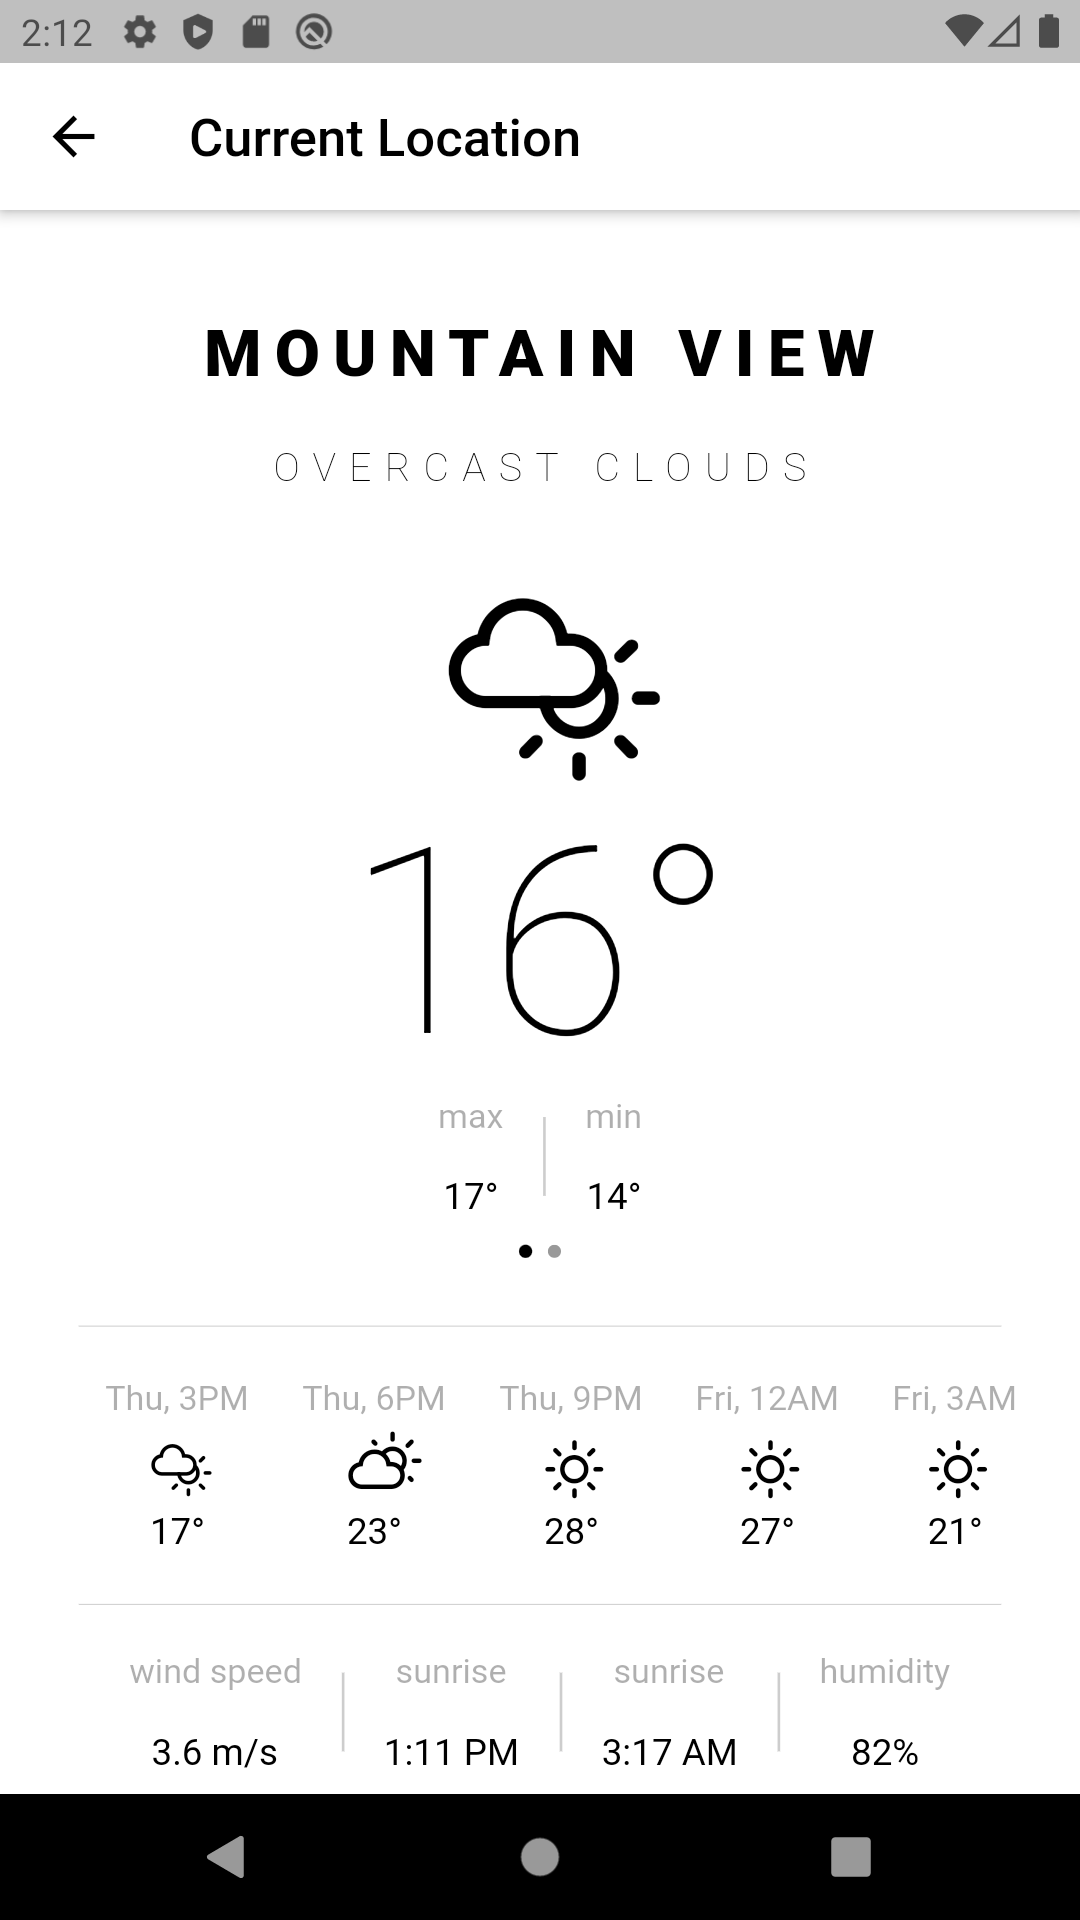 2:12
Current Location
MOUNTAIN VIEW
OVERCAST CLOUDS
16°
max min
17° 14°
Thu, 3PM Thu, 6PM Thu, 9PM Fri, 12AM Fri, 3AM
17° 23° 28° 27° 21°
wind speed sunrise sunrise humidity
3.6 m/s 1:11 PM 3:17 AM 82%